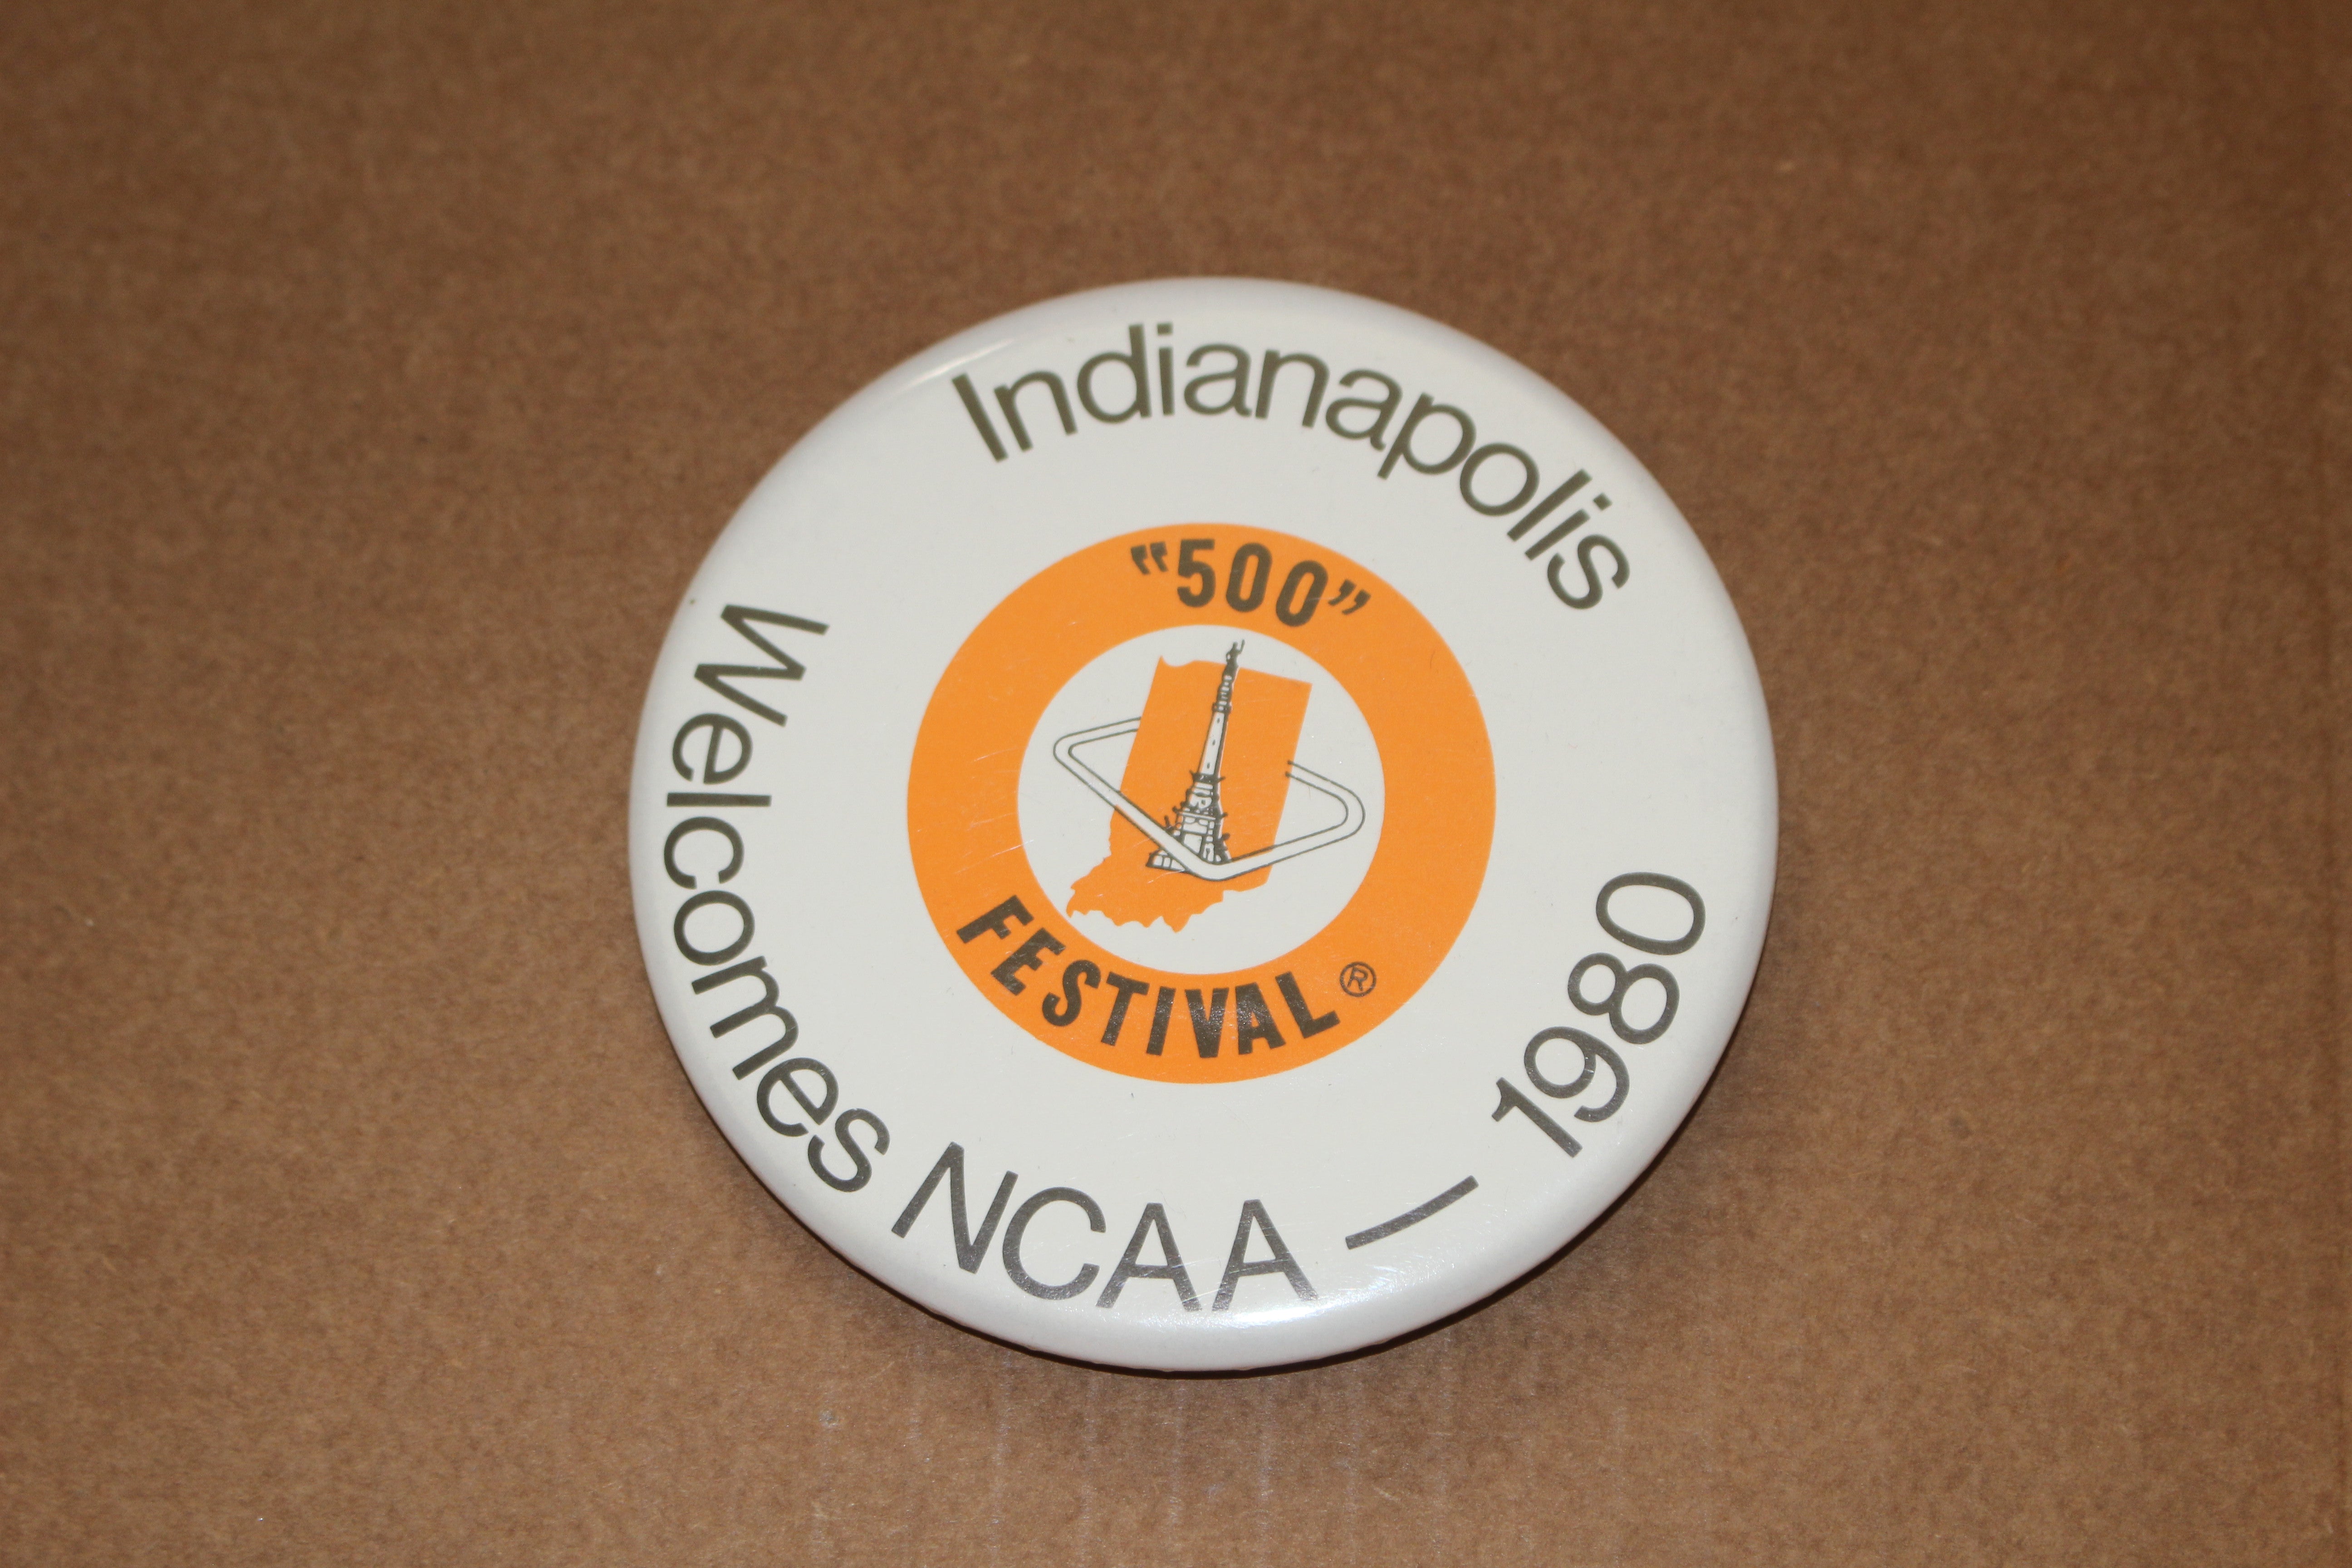 Indianapolis
"500"
FESTIVAL®
Welcomes NCAA — 1980